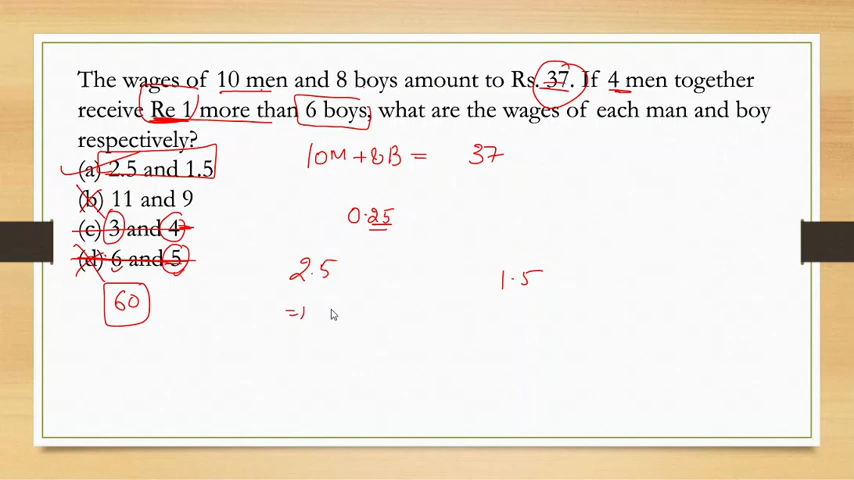 The wages of 10 men and 8 boys amount to Rs. 37. If 4 men together
receive Re 1 more than 6 boys, what are the wages of each man and boy
respectively?
10M + 8B = 37
(a) 2.5 and 1.5
(b) 11 and 9
(c) 3 and 4
0.25
(d) 6 and 5
2.5 1.5
60
=1